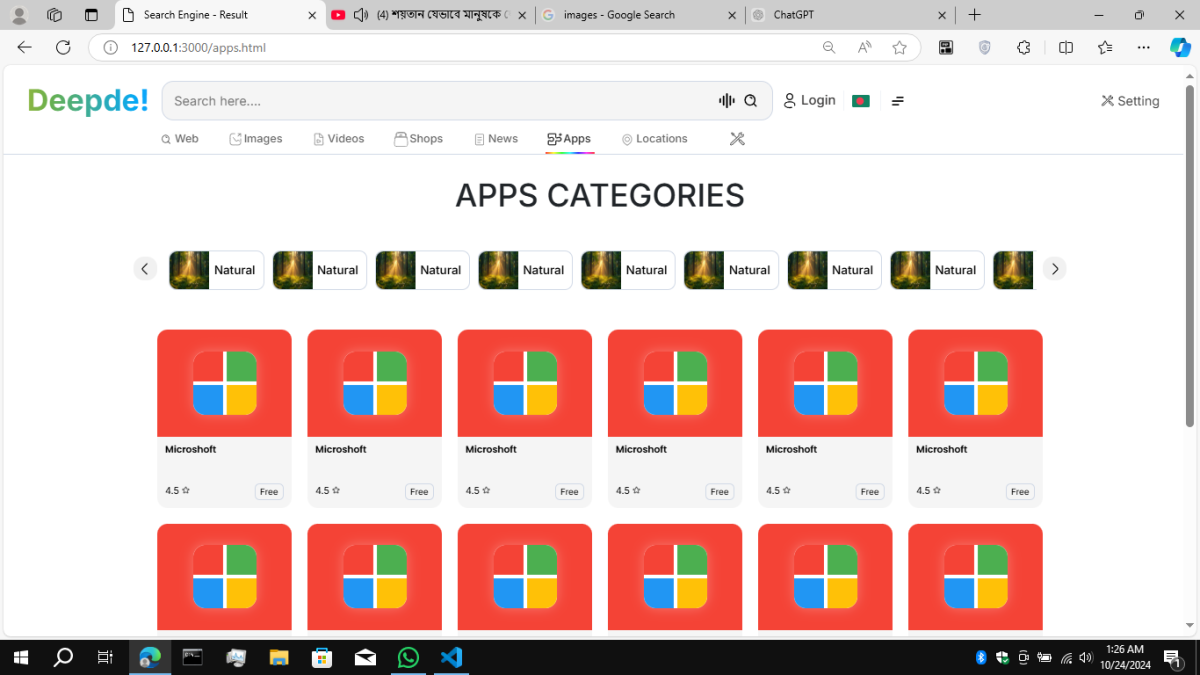 Search Engine - Result
(4) শয়তান যেভাবে মানুষকে
images - Google Search
ChatGPT
127.0.0.1:3000/apps.html
Deepde!
Search here....
Login
Setting
Web
Images
Videos
Shops
News
Apps
Locations
APPS CATEGORIES
Natural
Natural
Natural
Natural
Natural
Natural
Natural
Natural
Microshoft
Microshoft
Microshoft
Microshoft
Microshoft
Microshoft
4.5 Free
4.5 Free
4.5 Free
4.5 Free
4.5 Free
4.5 Free
1:26 AM
10/24/2024
1